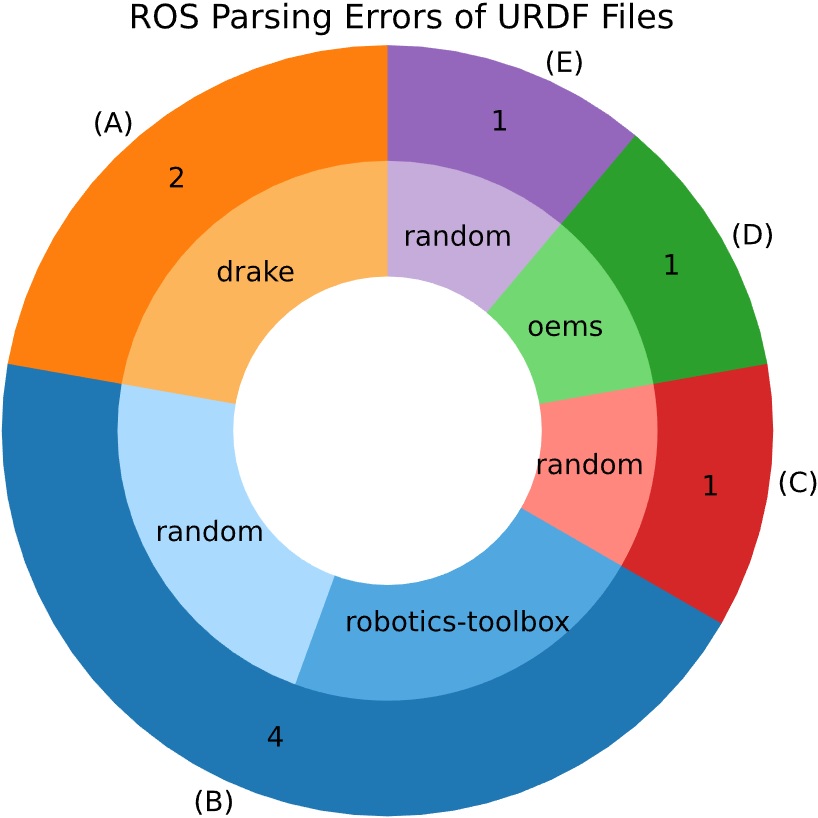 ROS Parsing Errors of URDF Files
(E)
1
(A)
2
random
(D)
drake
1
oems
random
(C)
1
random
robotics-toolbox
4
(B)